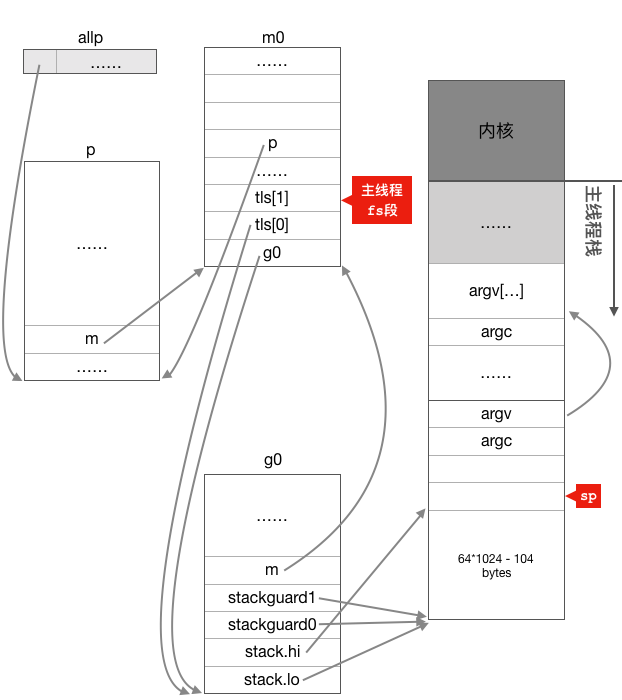 allp
……
p
……
m
……
m0
……
p
……
tls[1]
tls[0]
g0
主线程
fs段
g0
……
m
stackguard1
stackguard0
stack.hi
stack.lo
内核
……
argv[…]
argc
……
argv
argc
64*1024 - 104
bytes
主线程栈
sp